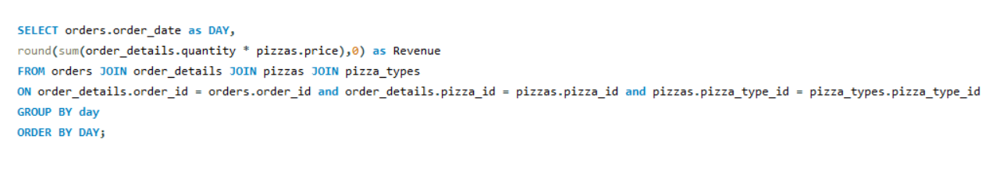 SELECT orders.order_date as DAY,
round(sum(order_details.quantity * pizzas.price),0) as Revenue
FROM orders JOIN order_details JOIN pizzas JOIN pizza_types
ON order_details.order_id = orders.order_id and order_details.pizza_id = pizzas.pizza_id and pizzas.pizza_type_id = pizza_types.pizza_type_id
GROUP BY day
ORDER BY DAY;